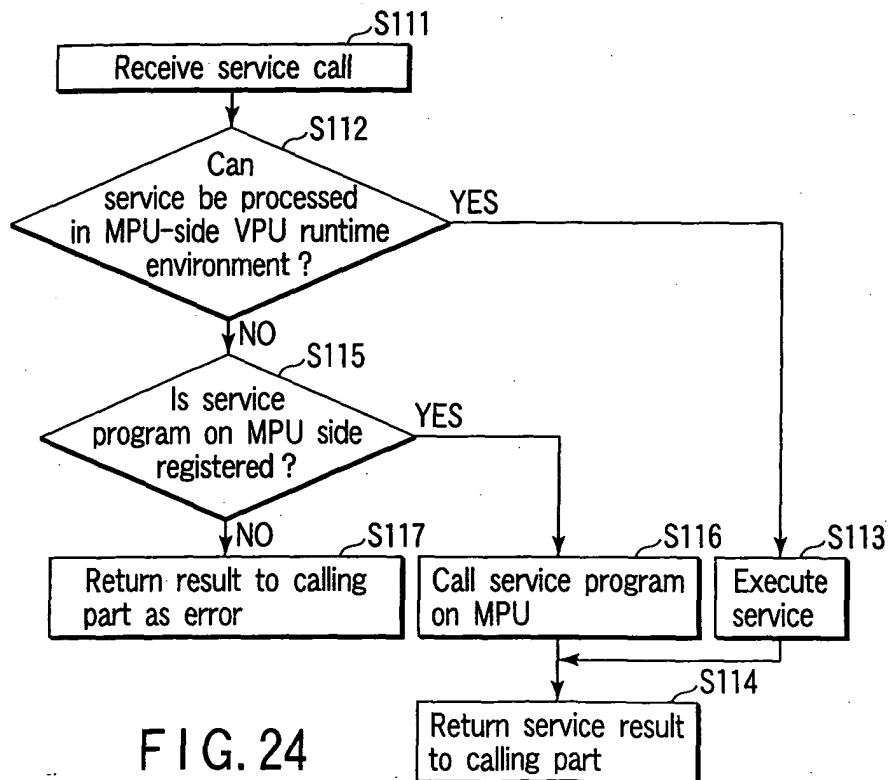 S111
Receive service call
S112
Can
service be processed
in MPU-side VPU runtime
environment ?
YES
NO
S115
Is service
program on MPU side
registered ?
YES
NO
S117
Return result to calling
part as error
S116
Call service program
on MPU
S113
Execute
service
S114
Return service result
to calling part
FIG. 24